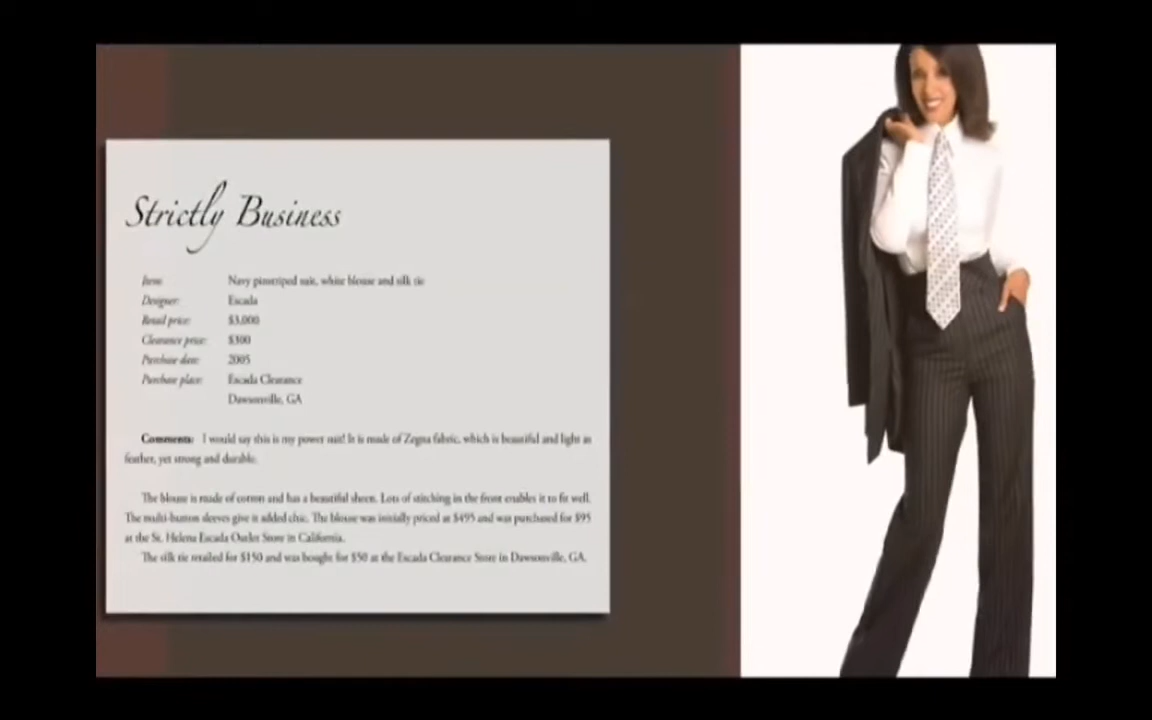 Strictly Business
Item: Navy pinstriped suit, white blouse and silk tie
Designer: Escada
Retail price: $3,000
Clearance price: $300
Purchase date: 2005
Purchase place: Escada Clearance
Dawsonville, GA
Comments: I would say this is my power suit! It is made of Zegna fabric, which is beautiful and light as
feather, yet strong and durable.
The blouse is made of cotton and has a beautiful sheen. Lots of stitching in the front enables it to fit well.
The multi-button sleeves give it added chic. The blouse was initially priced at $495 and was purchased for $95
at the St. Helena Escada Outlet Store in California.
The silk tie retailed for $150 and was bought for $50 at the Escada Clearance Store in Dawsonville, GA.